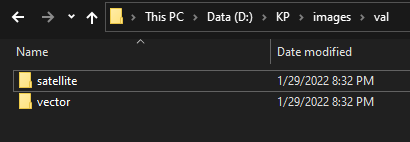 This PC > Data (D:) > KP > images > val
Name Date modified
satellite 1/29/2022 8:32 PM
vector 1/29/2022 8:32 PM